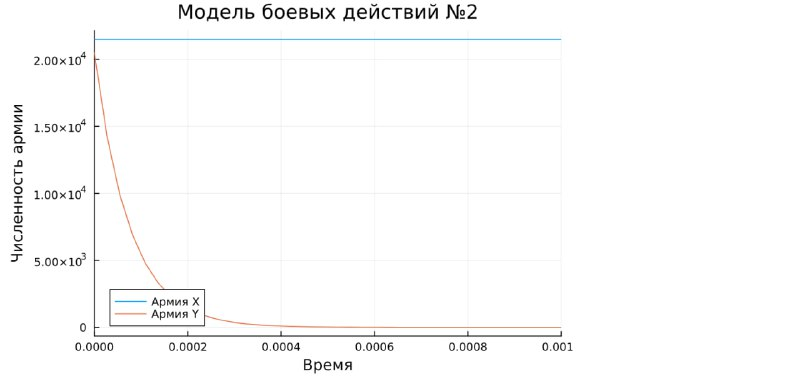 Модель боевых действий №2
Численность армии
2.00×10⁴
1.50×10⁴
1.00×10⁴
5.00×10³
0
Армия X
Армия Y
0.0000 0.0002 0.0004 0.0006 0.0008 0.001
Время